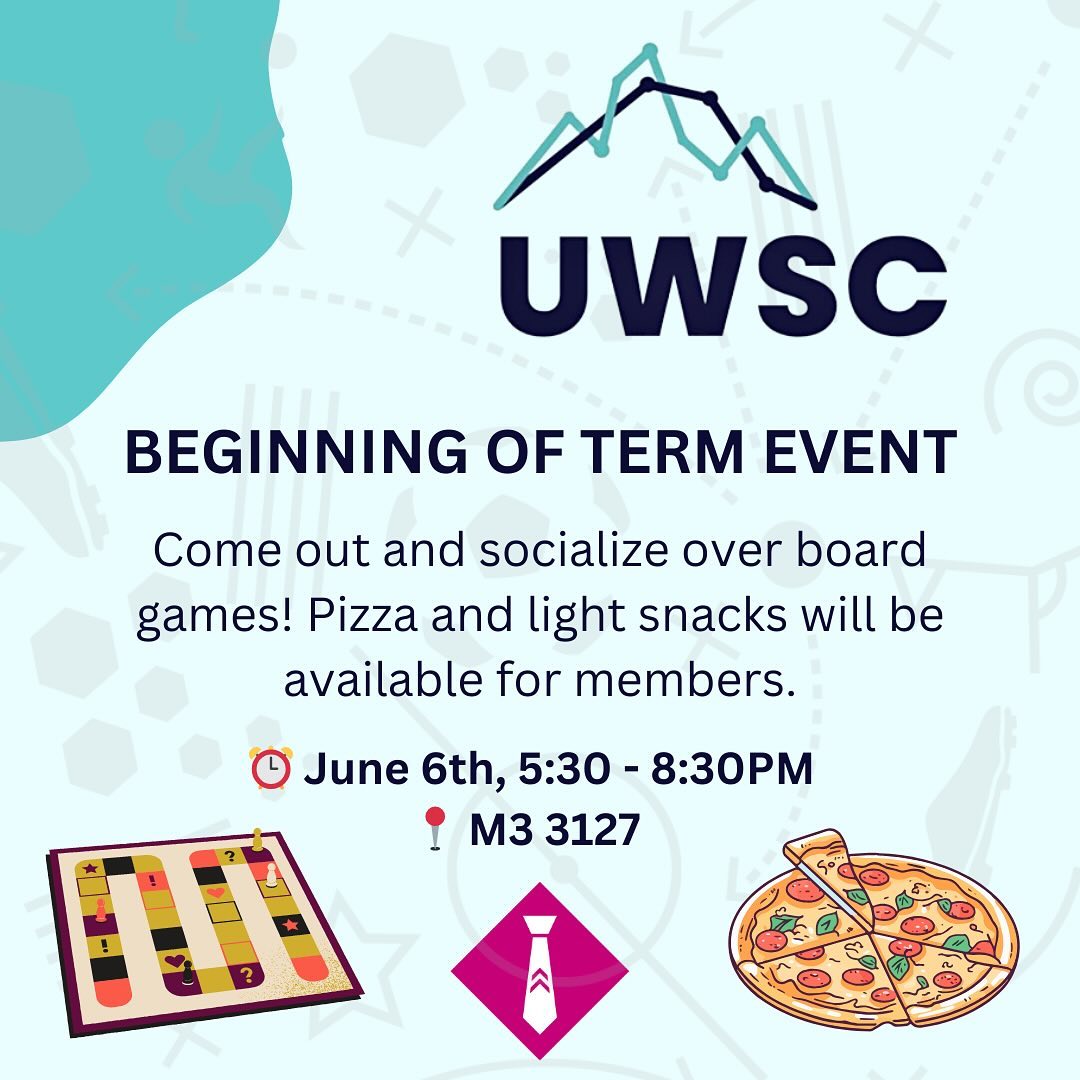 UWSC
BEGINNING OF TERM EVENT
Come out and socialize over board
games! Pizza and light snacks will be
available for members.
⏰ June 6th, 5:30 - 8:30PM
📍 M3 3127